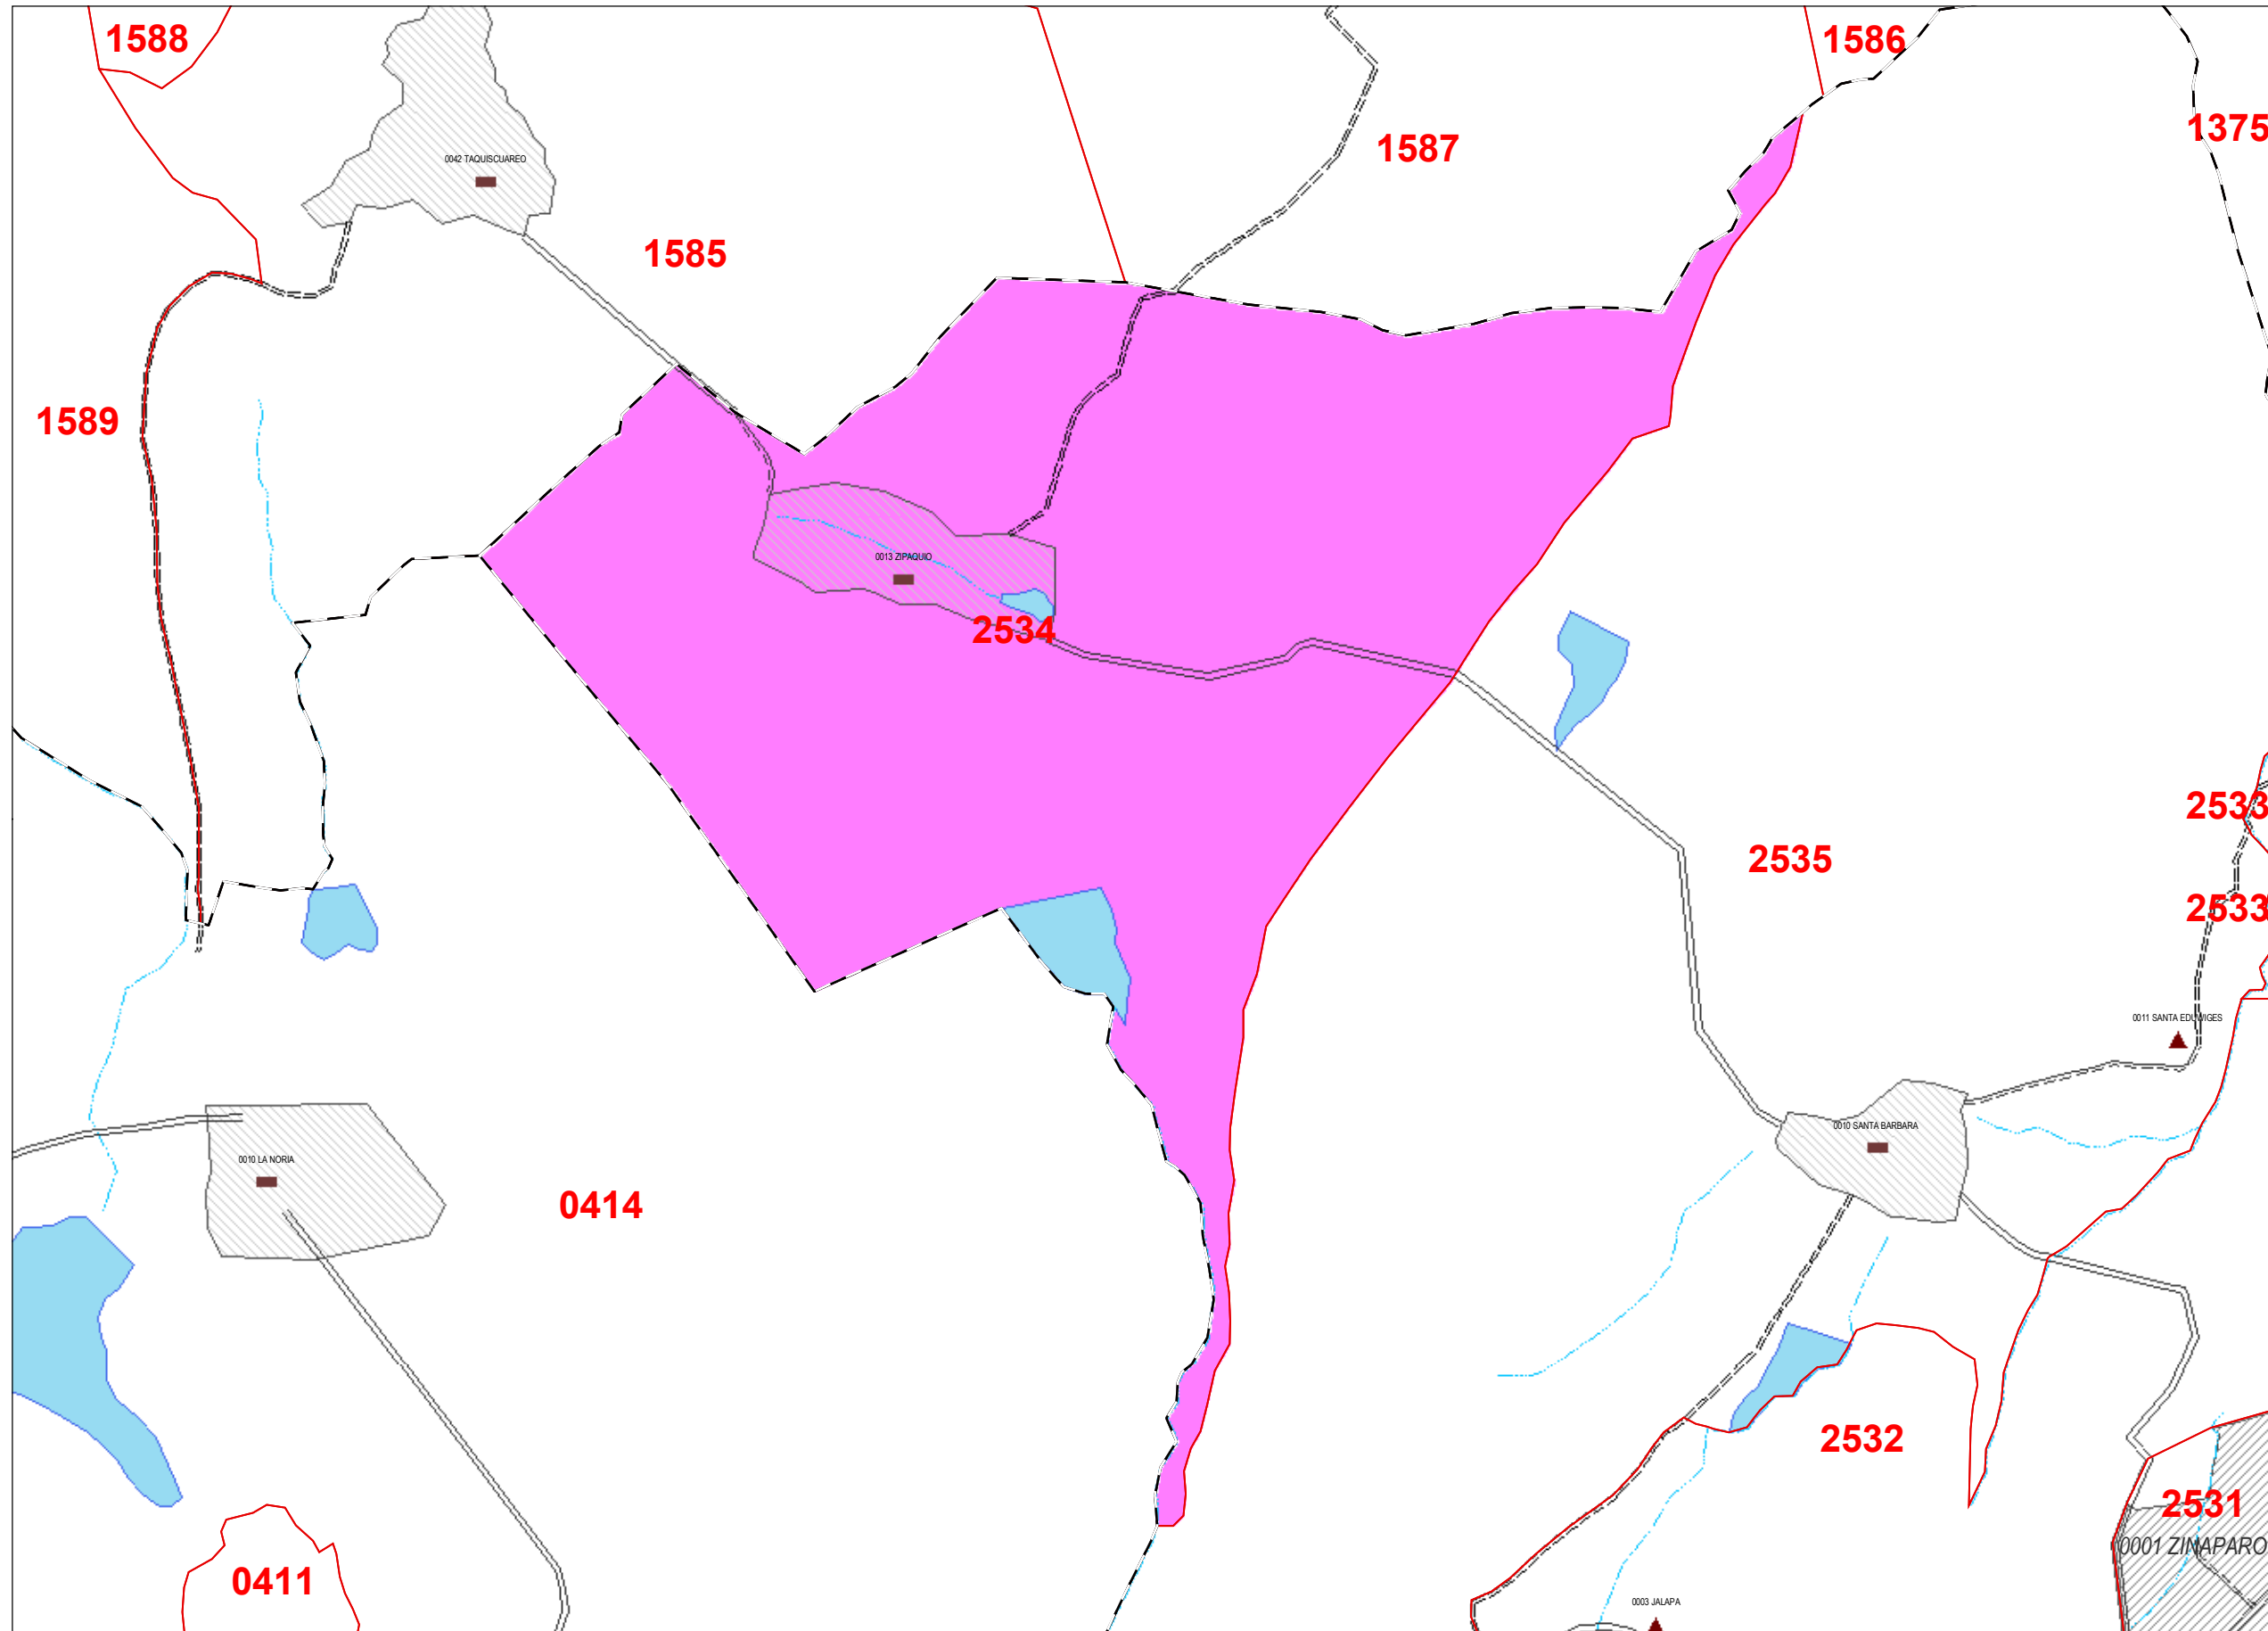 1588
1586
1375
1587
0042 TAQUISCUAREO
1585
1589
0013 ZIPAQUIO
2534
2533
2535
2533
0011 SANTA EDUWIGES
0010 SANTA BARBARA
0010 LA NORIA
0414
2532
2531
0001 ZINAPARO
0411
0003 JALAPA